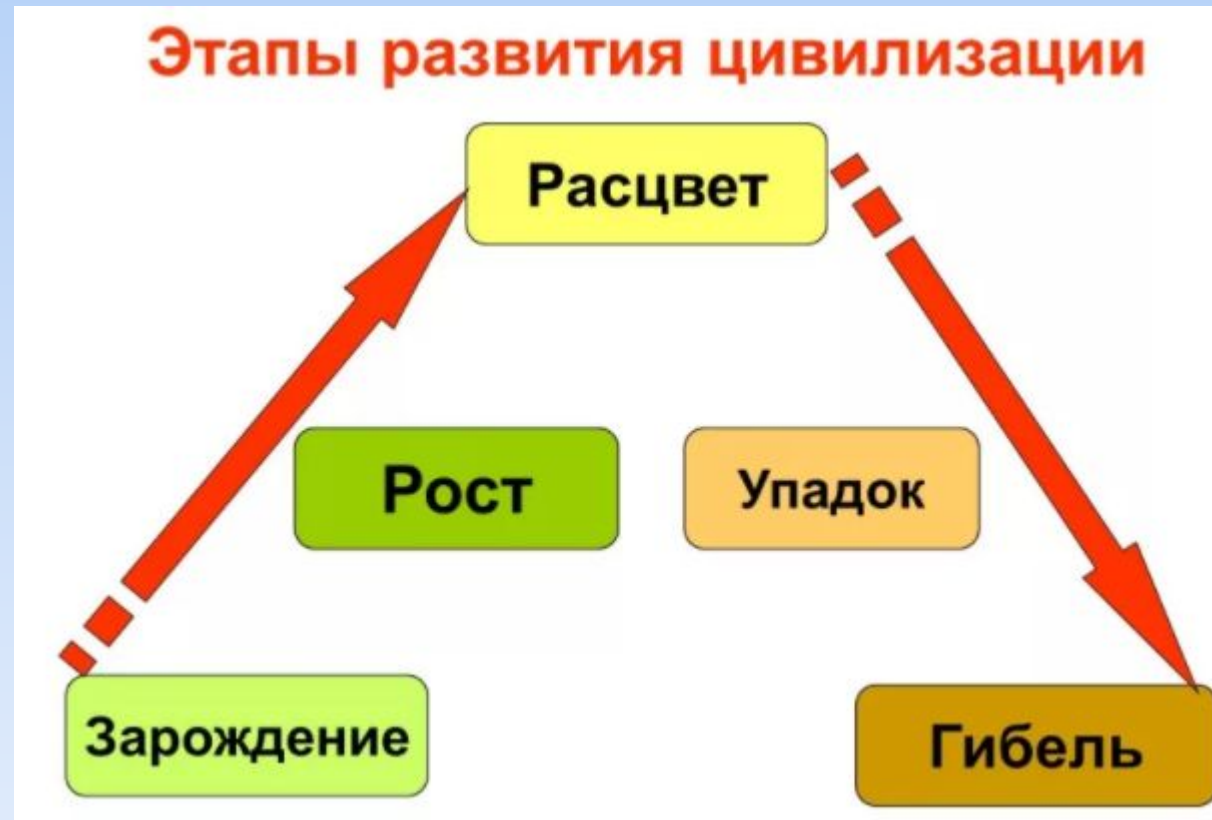 Этапы развития цивилизации
Расцвет
Рост
Упадок
Зарождение
Гибель